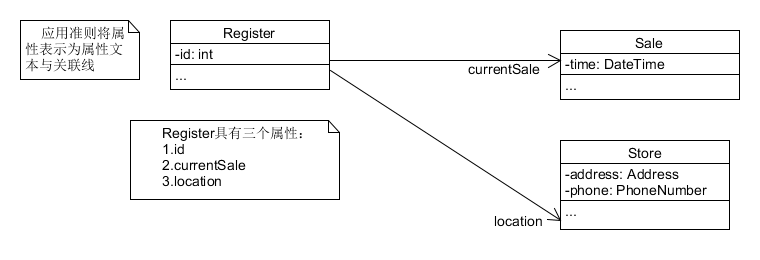 应用准则将属
性表示为属性文
本与关联线
Register
-id: int
...
Sale
-time: DateTime
...
currentSale
Register具有三个属性：
1.id
2.currentSale
3.location
Store
-address: Address
-phone: PhoneNumber
...
location